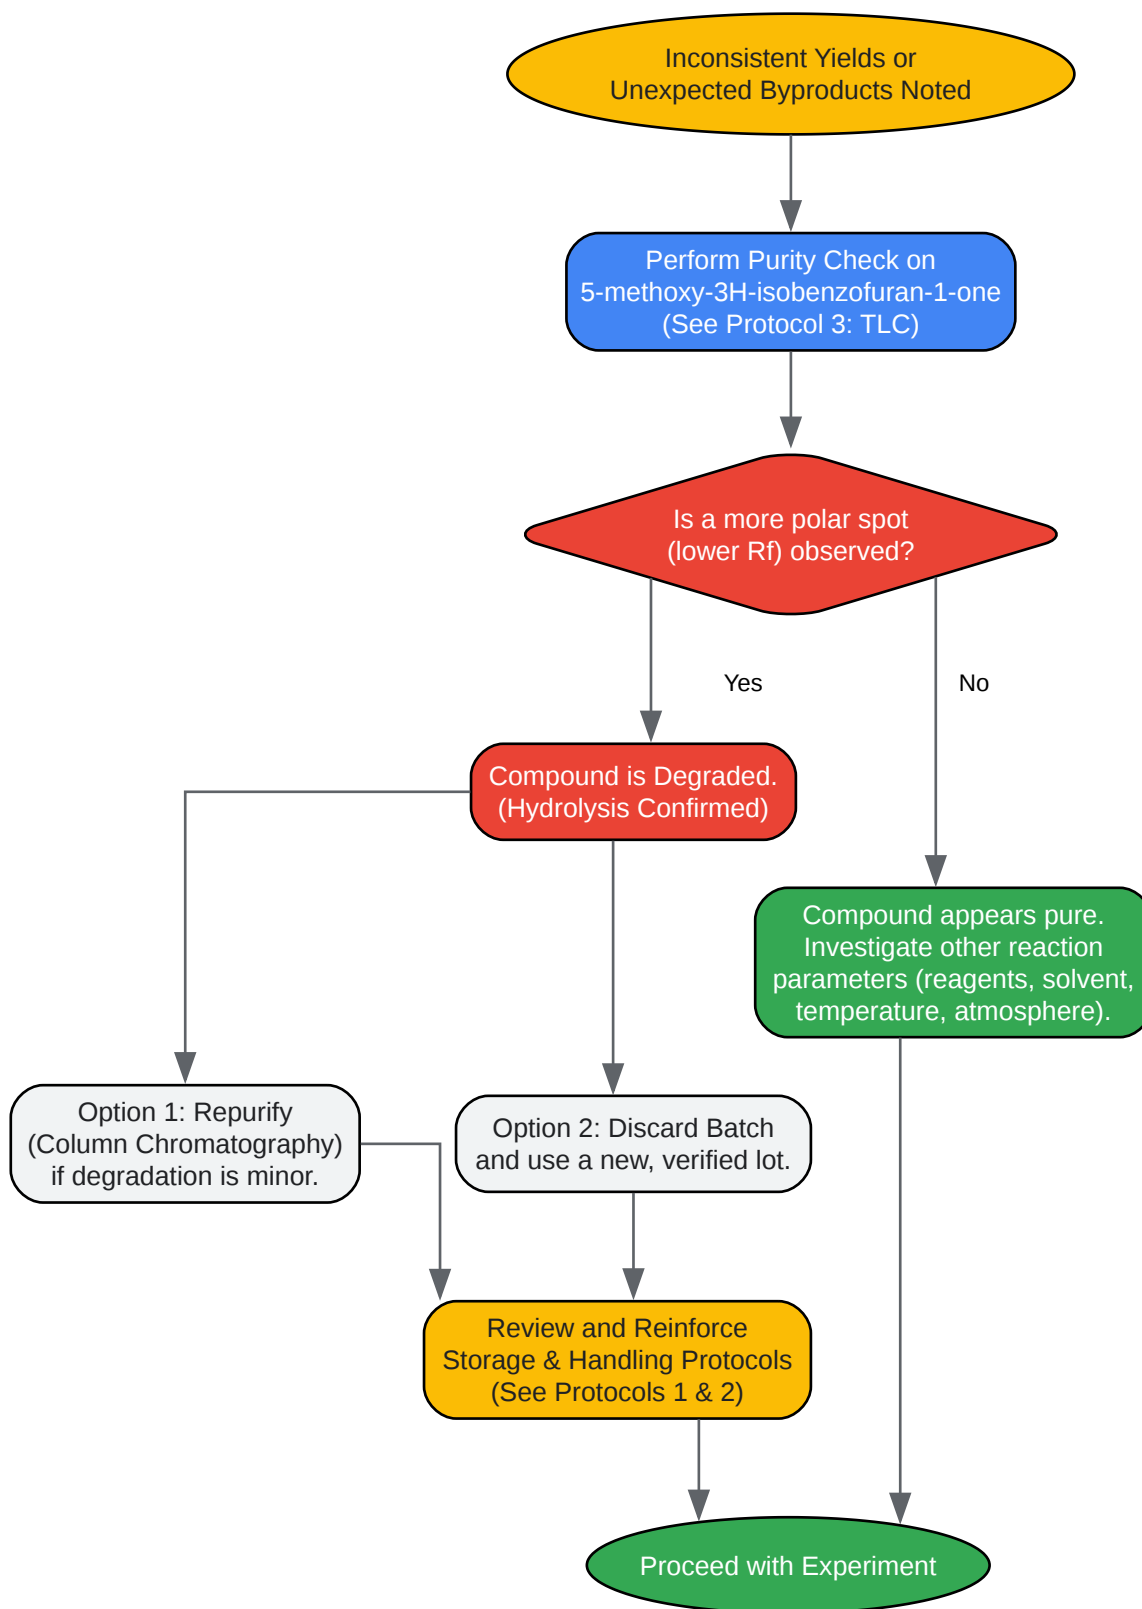 Inconsistent Yields or
Unexpected Byproducts Noted
Perform Purity Check on
5-methoxy-3H-isobenzofuran-1-one
(See Protocol 3: TLC)
Is a more polar spot
(lower Rf) observed?
Yes
No
Compound is Degraded.
(Hydrolysis Confirmed)
Compound appears pure.
Investigate other reaction
parameters (reagents, solvent,
temperature, atmosphere).
Option 1: Repurify
(Column Chromatography)
if degradation is minor.
Option 2: Discard Batch
and use a new, verified lot.
Review and Reinforce
Storage & Handling Protocols
(See Protocols 1 & 2)
Proceed with Experiment